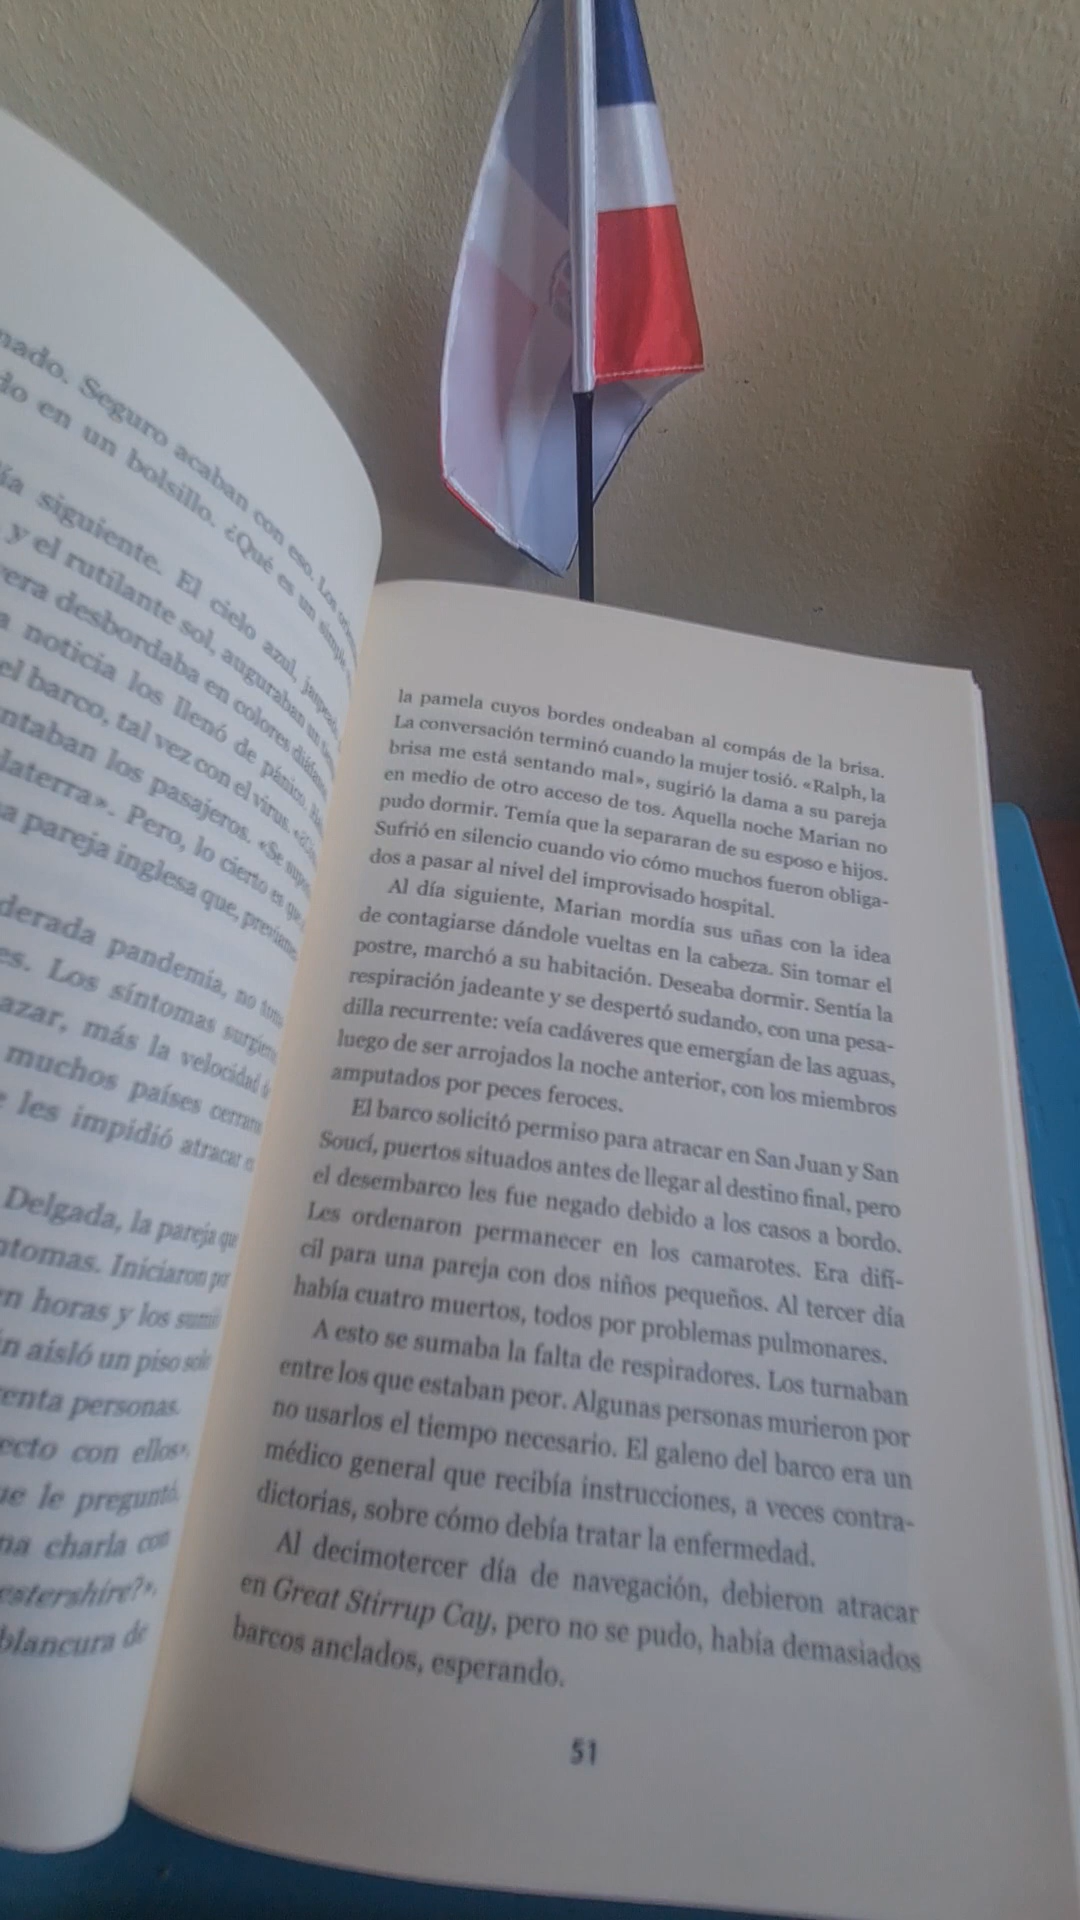 nado. Seguro acaban con eso. Los
do en un bolsillo. ¿Qué es un simple
ía siguiente. El cielo azul,
y el rutilante sol, auguraban un
era desbordaba en colores
a noticia los llenó de pánico.
el barco, tal vez con el virus.
ntaban los pasajeros. «Se
laterra». Pero, lo cierto es que
a pareja inglesa que,
derada pandemia, no
es. Los síntomas
azar, más la velocidad
muchos países
e les impidió atracar
Delgada, la pareja qu
ntomas. Iniciaron por
en horas y los
n aisló un piso
enta personas.
ecto con ellos»,
ue le preguntó.
na charla con
estershire?»,
blancura de
la pamela cuyos bordes ondeaban al compás de la brisa.
La conversación terminó cuando la mujer tosió. «Ralph, la
brisa me está sentando mal», sugirió la dama a su pareja
en medio de otro acceso de tos. Aquella noche Marian no
pudo dormir. Temía que la separaran de su esposo e hijos.
Sufrió en silencio cuando vio cómo muchos fueron obliga-
dos a pasar al nivel del improvisado hospital.
Al día siguiente, Marian mordía sus uñas con la idea
de contagiarse dándole vueltas en la cabeza. Sin tomar el
postre, marchó a su habitación. Deseaba dormir. Sentía la
respiración jadeante y se despertó sudando, con una pesa-
dilla recurrente: veía cadáveres que emergían de las aguas,
luego de ser arrojados la noche anterior, con los miembros
amputados por peces feroces.
El barco solicitó permiso para atracar en San Juan y San
Soucí, puertos situados antes de llegar al destino final, pero
el desembarco les fue negado debido a los casos a bordo.
Les ordenaron permanecer en los camarotes. Era difí-
cil para una pareja con dos niños pequeños. Al tercer día
había cuatro muertos, todos por problemas pulmonares.
A esto se sumaba la falta de respiradores. Los turnaban
entre los que estaban peor. Algunas personas murieron por
no usarlos el tiempo necesario. El galeno del barco era un
médico general que recibía instrucciones, a veces contra-
dictorias, sobre cómo debía tratar la enfermedad.
Al decimotercer día de navegación, debieron atracar
en Great Stirrup Cay, pero no se pudo, había demasiados
barcos anclados, esperando.
51